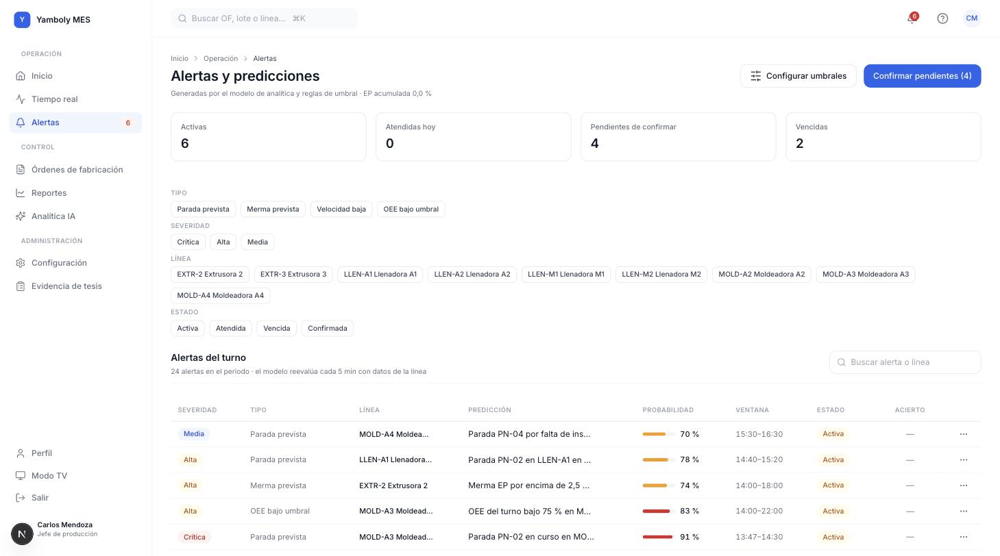 Y Yamboly MES
Buscar OF, lote o línea... ⌘K
6
CM
OPERACIÓN
Inicio
Tiempo real
Alertas 6
CONTROL
Órdenes de fabricación
Reportes
Analítica IA
ADMINISTRACIÓN
Configuración
Evidencia de tesis
Perfil
Modo TV
Salir
N
Carlos Mendoza
Jefe de producción
Inicio > Operación > Alertas
Alertas y predicciones
Generadas por el modelo de analítica y reglas de umbral · EP acumulada 0,0 %
Configurar umbrales
Confirmar pendientes (4)
Activas
6
Atendidas hoy
0
Pendientes de confirmar
4
Vencidas
2
TIPO
Parada prevista Merma prevista Velocidad baja OEE bajo umbral
SEVERIDAD
Crítica Alta Media
LÍNEA
EXTR-2 Extrusora 2 EXTR-3 Extrusora 3 LLEN-A1 Llenadora A1 LLEN-A2 Llenadora A2 LLEN-M1 Llenadora M1 LLEN-M2 Llenadora M2 MOLD-A2 Moldeadora A2 MOLD-A3 Moldeadora A3
MOLD-A4 Moldeadora A4
ESTADO
Activa Atendida Vencida Confirmada
Alertas del turno
24 alertas en el periodo · el modelo reevalúa cada 5 min con datos de la línea
Buscar alerta o línea
SEVERIDAD TIPO LÍNEA PREDICCIÓN PROBABILIDAD VENTANA ESTADO ACIERTO
Media Parada prevista MOLD-A4 Moldea... Parada PN-04 por falta de ins... 70 % 15:30–16:30 Activa — ···
Alta Parada prevista LLEN-A1 Llenadora... Parada PN-02 en LLEN-A1 en ... 78 % 14:40–15:20 Activa — ···
Alta Merma prevista EXTR-2 Extrusora 2 Merma EP por encima de 2,5 ... 74 % 14:00–18:00 Activa — ···
Alta OEE bajo umbral MOLD-A3 Moldead... OEE del turno bajo 75 % en M... 83 % 14:00–22:00 Activa — ···
Crítica Parada prevista MOLD-A3 Moldead... Parada PN-02 en curso en MO... 91 % 13:47–14:30 Activa — ···